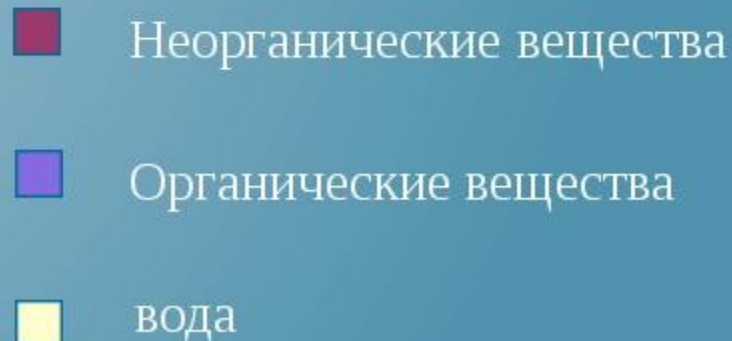 Неорганические вещества
Органические вещества
вода